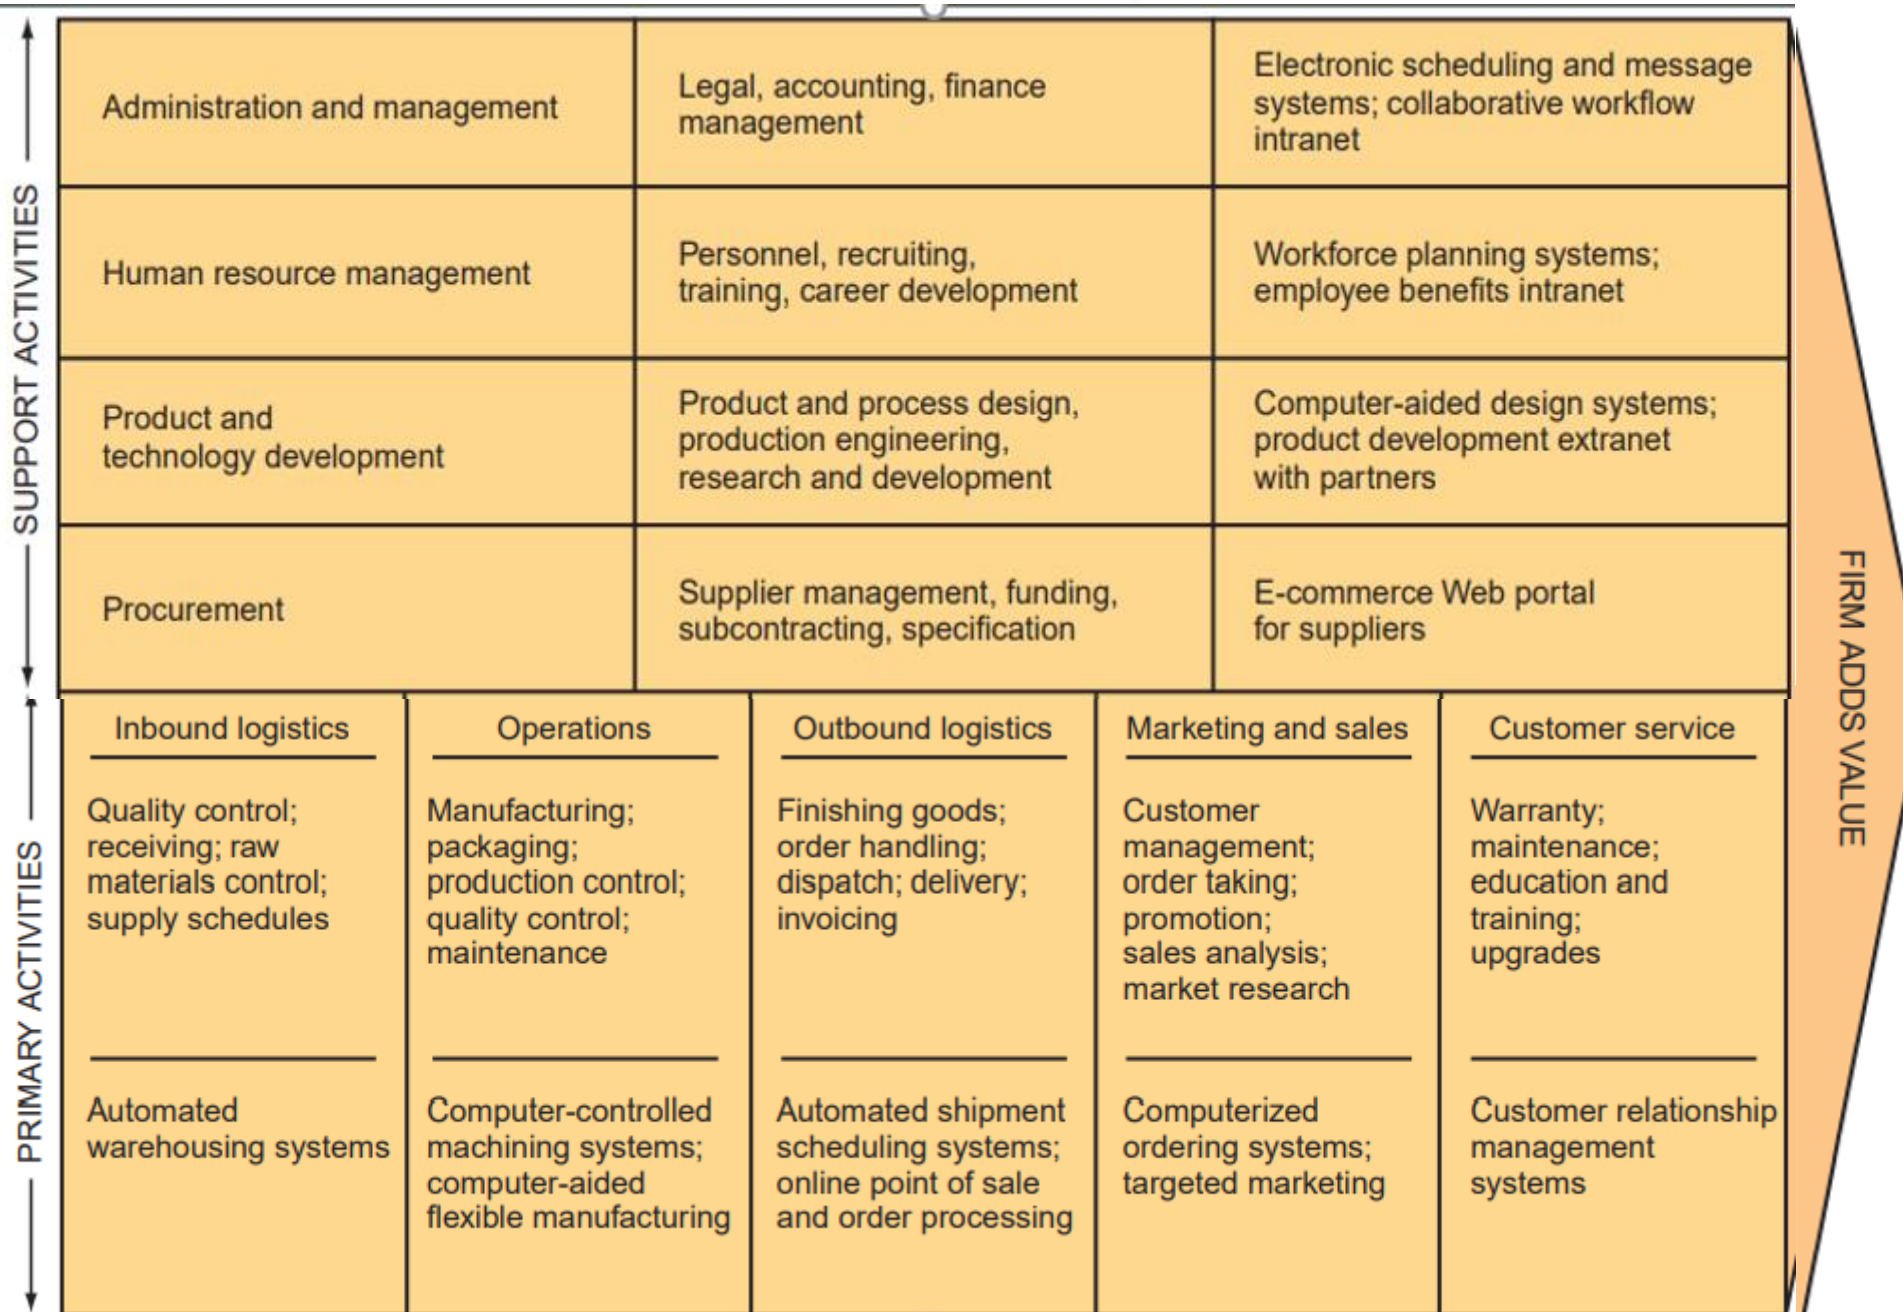 SUPPORT ACTIVITIES
Administration and management
Legal, accounting, finance
management
Electronic scheduling and message
systems; collaborative workflow
intranet
Human resource management
Personnel, recruiting,
training, career development
Workforce planning systems;
employee benefits intranet
Product and
technology development
Product and process design,
production engineering,
research and development
Computer-aided design systems;
product development extranet
with partners
Procurement
Supplier management, funding,
subcontracting, specification
E-commerce Web portal
for suppliers
PRIMARY ACTIVITIES
Inbound logistics
Quality control;
receiving; raw
materials control;
supply schedules
Automated
warehousing systems
Operations
Manufacturing;
packaging;
production control;
quality control;
maintenance
Computer-controlled
machining systems;
computer-aided
flexible manufacturing
Outbound logistics
Finishing goods;
order handling;
dispatch; delivery;
invoicing
Automated shipment
scheduling systems;
online point of sale
and order processing
Marketing and sales
Customer
management;
order taking;
promotion;
sales analysis;
market research
Computerized
ordering systems;
targeted marketing
Customer service
Warranty;
maintenance;
education and
training;
upgrades
Customer relationship
management
systems
FIRM ADDS VALUE